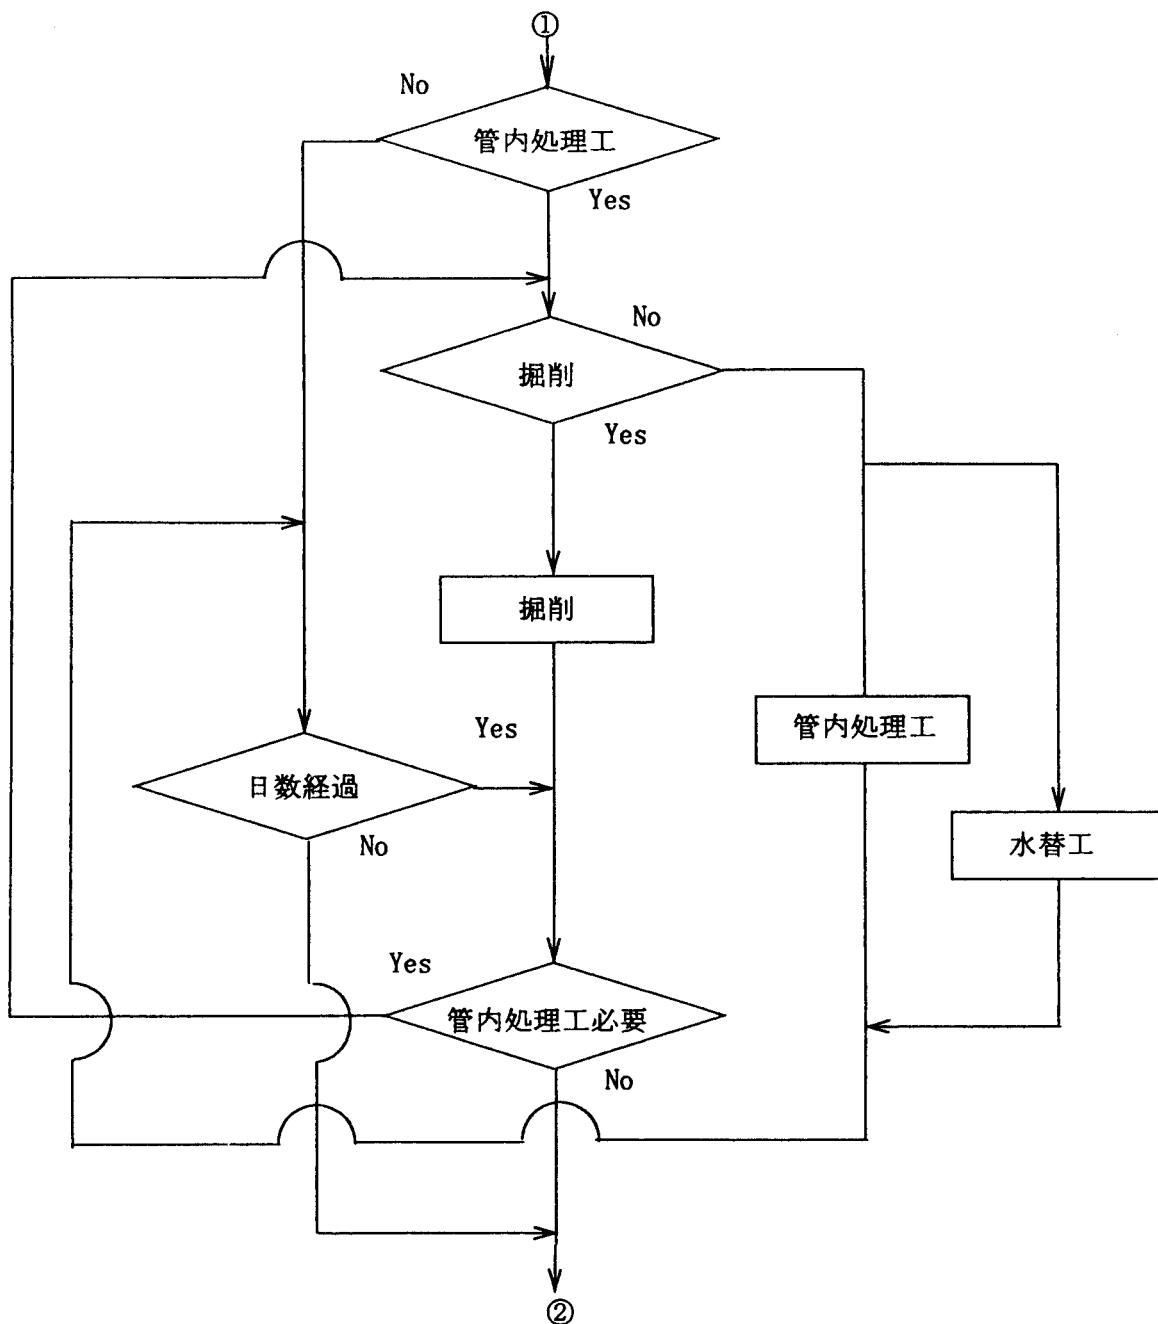 ①
No
管内処理工
Yes
No
掘削
Yes
掘削
Yes
管内処理工
日数経過
No
水替工
Yes
管内処理工必要
No
②